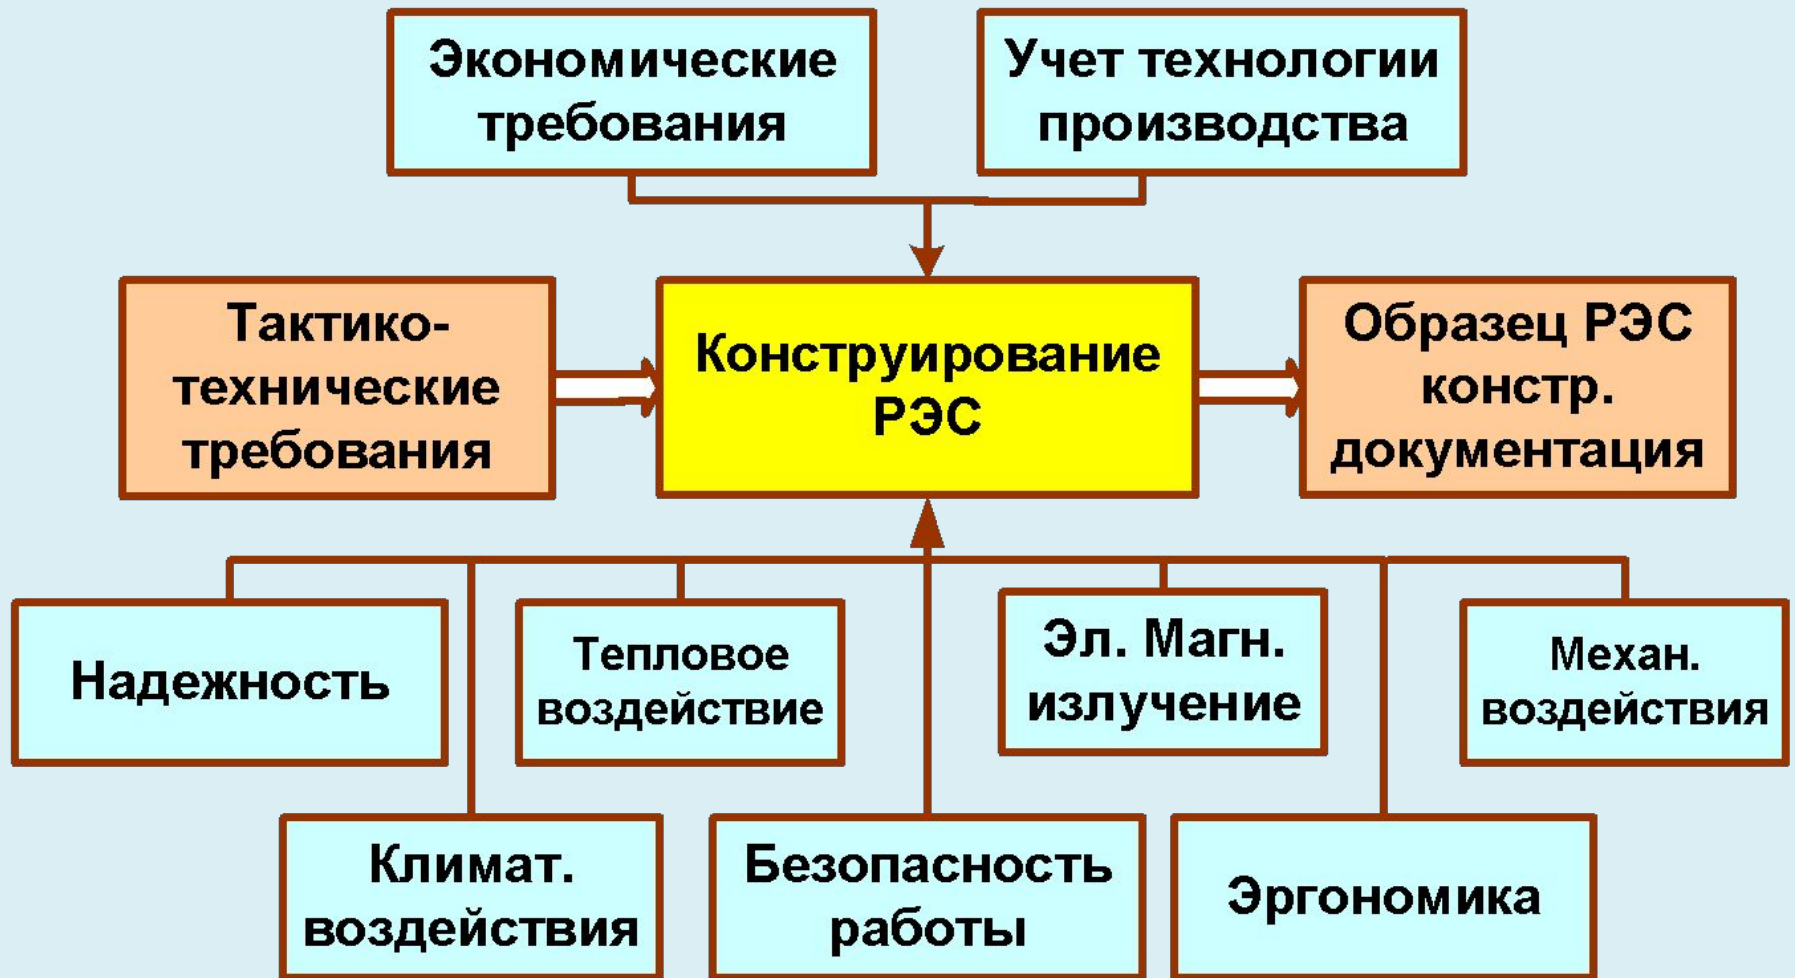 Экономические
требования
Учет технологии
производства
Тактико-
технические
требования
Конструирование
РЭС
Образец РЭС
констр.
документация
Надежность
Тепловое
воздействие
Эл. Магн.
излучение
Механ.
воздействия
Климат.
воздействия
Безопасность
работы
Эргономика